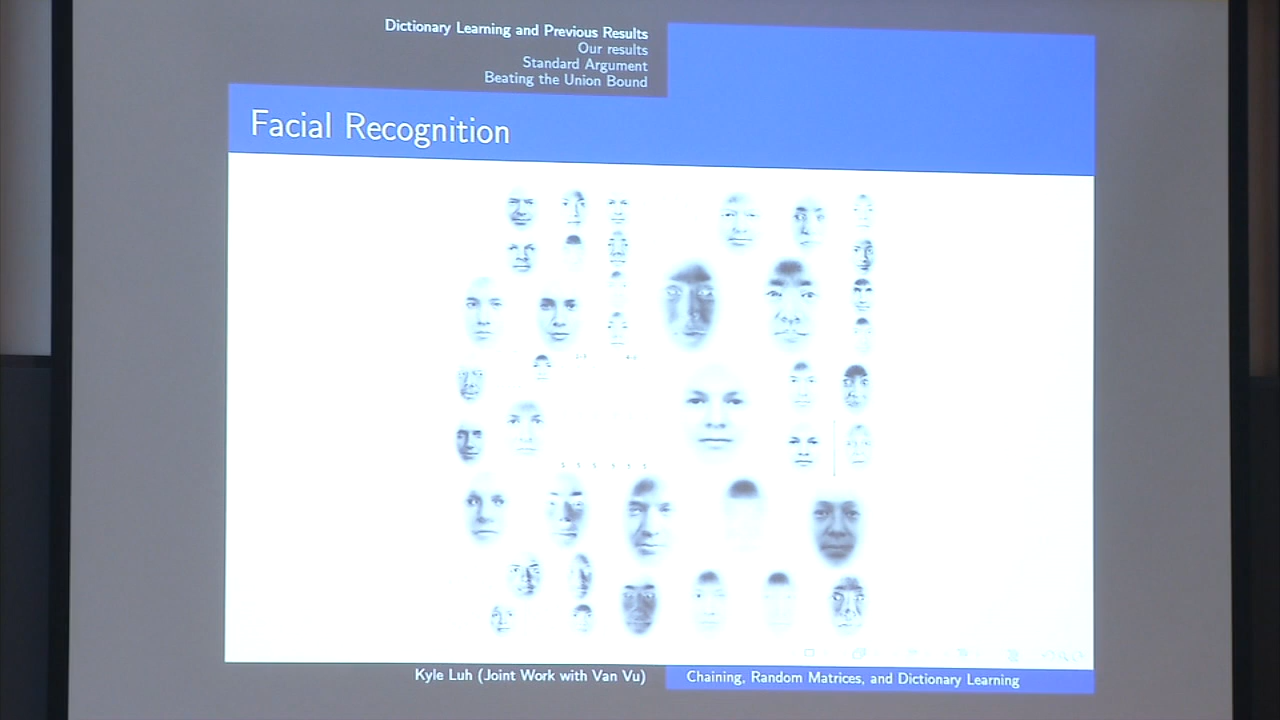 Dictionary Learning and Previous Results
Our results
Standard Argument
Beating the Union Bound
Facial Recognition
Kyle Luh (Joint Work with Van Vu)
Chaining, Random Matrices, and Dictionary Learning